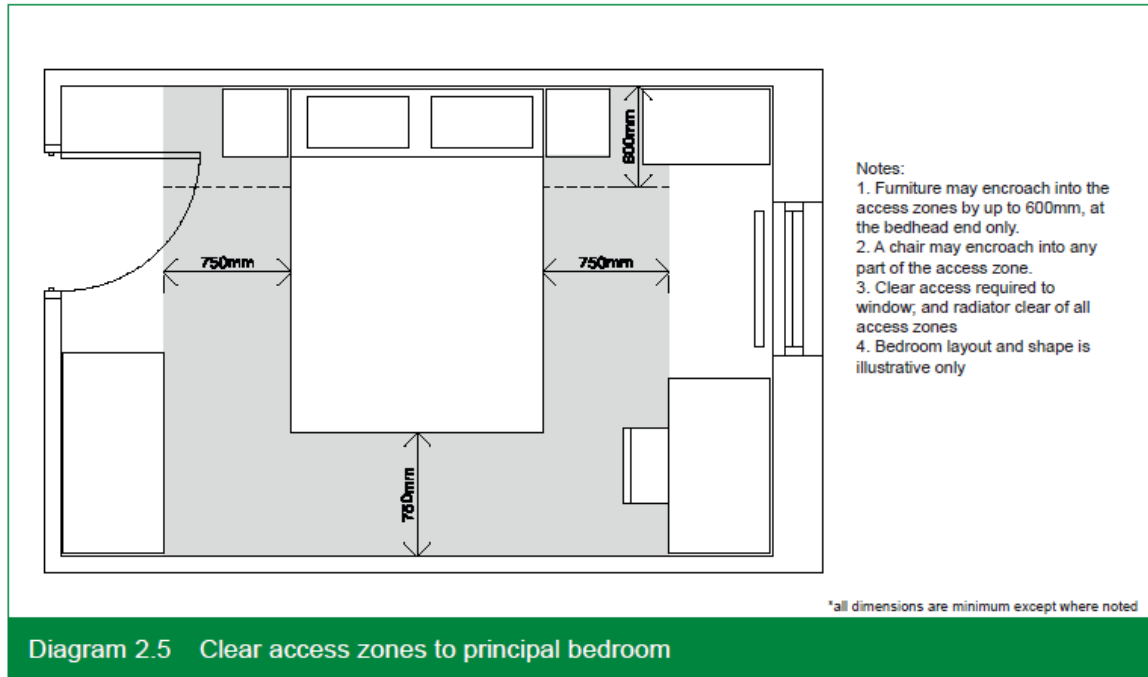 600mm
750mm
750mm
750mm
Notes:
1. Furniture may encroach into the
access zones by up to 600mm, at
the bedhead end only.
2. A chair may encroach into any
part of the access zone.
3. Clear access required to
window; and radiator clear of all
access zones
4. Bedroom layout and shape is
illustrative only
*all dimensions are minimum except where noted
Diagram 2.5 Clear access zones to principal bedroom